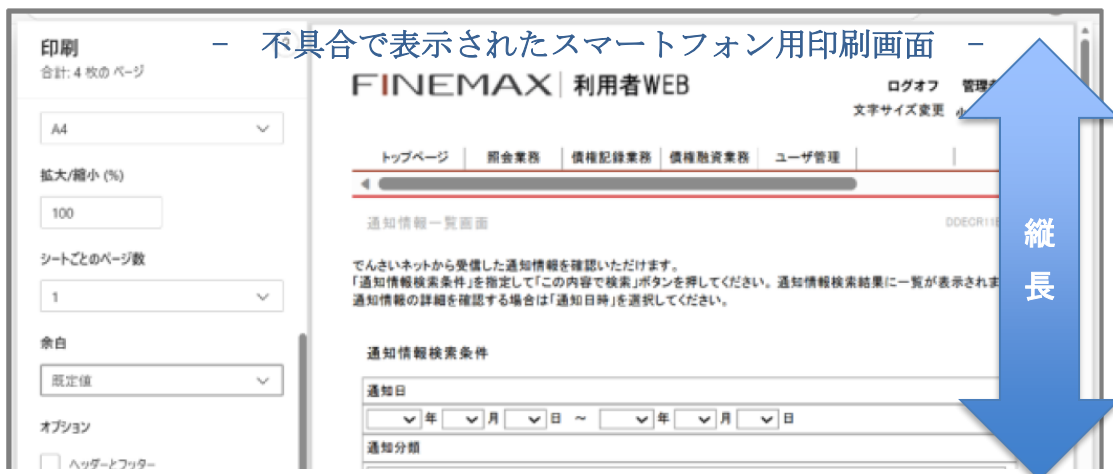 －　不具合で表示されたスマートフォン用印刷画面　－
印刷
合計: 4 枚の ページ
A4
拡大/縮小 (%)
100
シートごとのページ数
1
余白
既定値
オプション
ヘッダーとフッター
FINEMAX 利用者WEB
ログオフ
文字サイズ変更
トップページ 照会業務 債権記録業務 債権融資業務 ユーザ管理
通知情報一覧画面
でんさいネットから受信した通知情報を確認いただけます。
「通知情報検索条件」を指定して「この内容で検索」ボタンを押してください。通知情報検索結果に一覧が表示されま
通知情報の詳細を確認する場合は「通知日時」を選択してください。
通知情報検索条件
通知日
年 月 日 ～ 年 月 日
通知分類
縦長